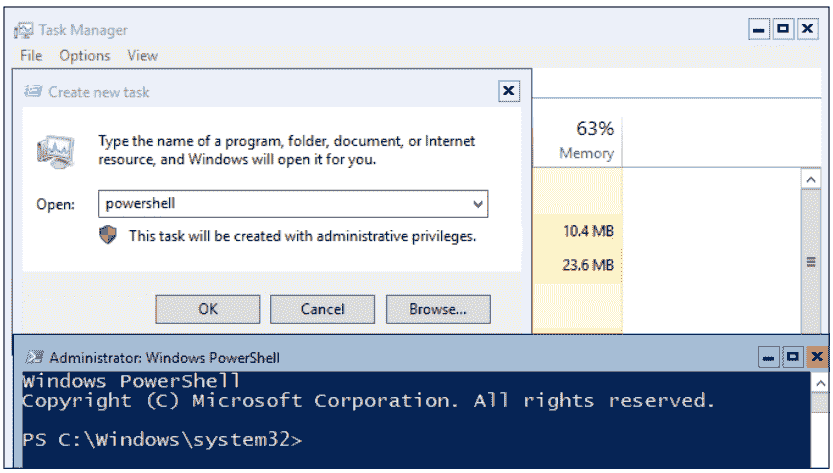 Task Manager
File Options View
Create new task
Type the name of a program, folder, document, or Internet
resource, and Windows will open it for you.
Open: powershell
This task will be created with administrative privileges.
OK Cancel Browse...
63%
Memory
10.4 MB
23.6 MB
Administrator: Windows PowerShell
Windows PowerShell
Copyright (C) Microsoft Corporation. All rights reserved.
PS C:\Windows\system32>